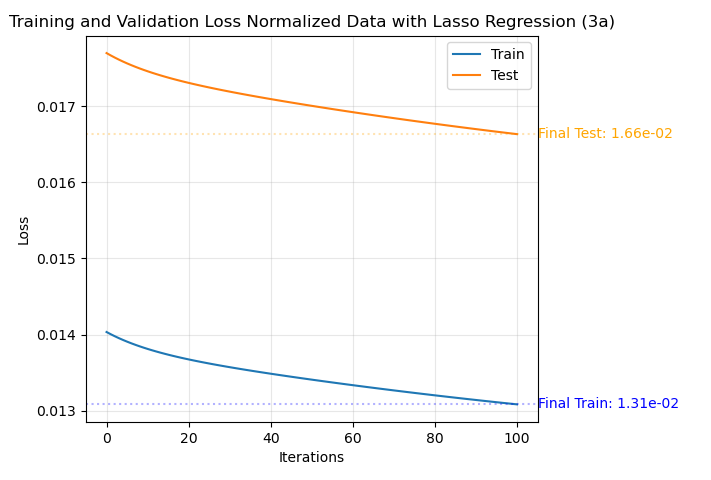 Training and Validation Loss Normalized Data with Lasso Regression (3a)
Train
Test
0.017
0.016
0.015
0.014
0.013
Loss
Final Test: 1.66e-02
Final Train: 1.31e-02
0 20 40 60 80 100
Iterations